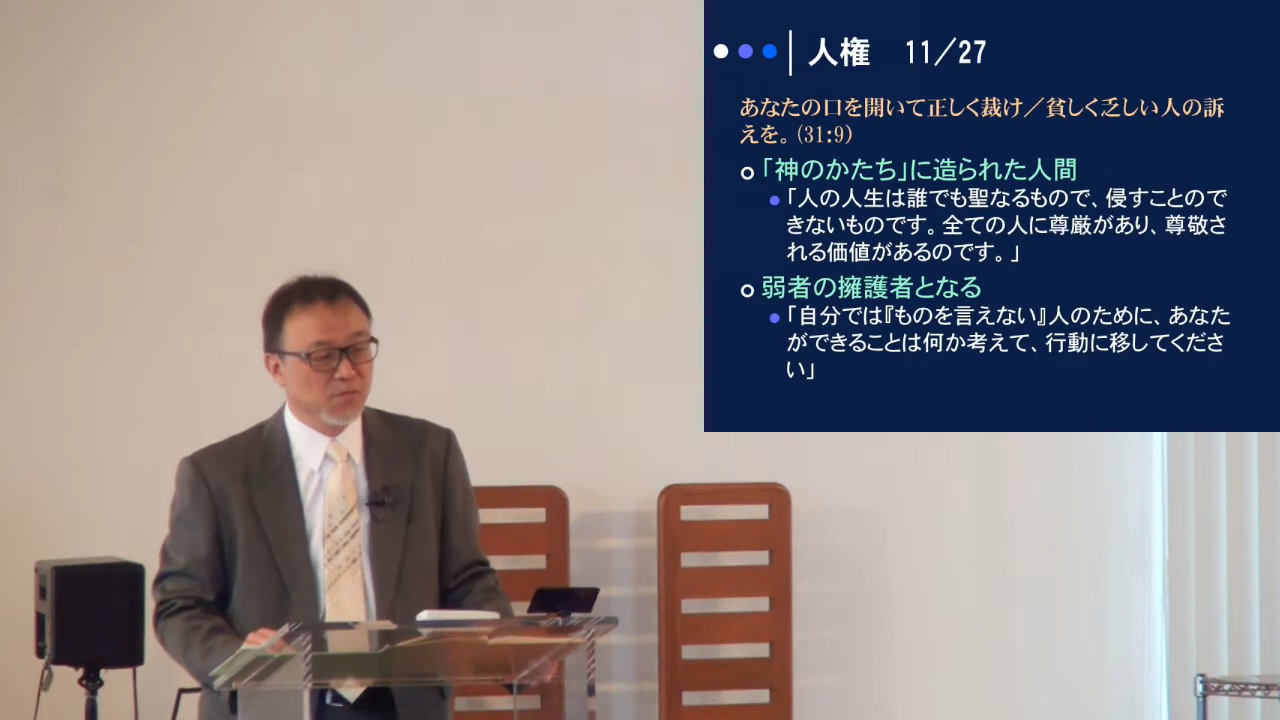 人権 11／27
あなたの口を開いて正しく裁け／貧しく乏しい人の訴
えを。(31:9)
「神のかたち」に造られた人間
「人の人生は誰でも聖なるもので、侵すことので
きないものです。全ての人に尊厳があり、尊敬さ
れる価値があるのです。」
弱者の擁護者となる
「自分では『ものを言えない』人のために、あなた
ができることは何か考えて、行動に移してくださ
い」